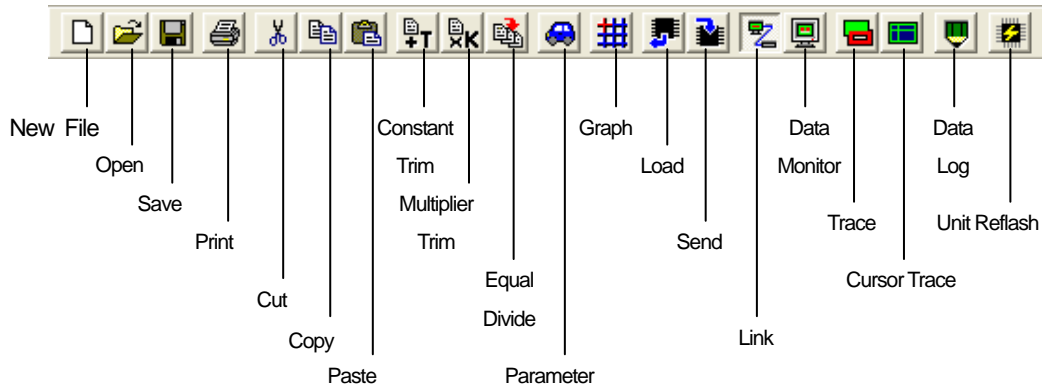 +T
×K
New File
Open
Save
Print
Cut
Copy
Paste
Constant
Trim
Multiplier
Trim
Equal
Divide
Parameter
Graph
Load
Send
Link
Data
Monitor
Trace
Cursor Trace
Data
Log
Unit Reflash